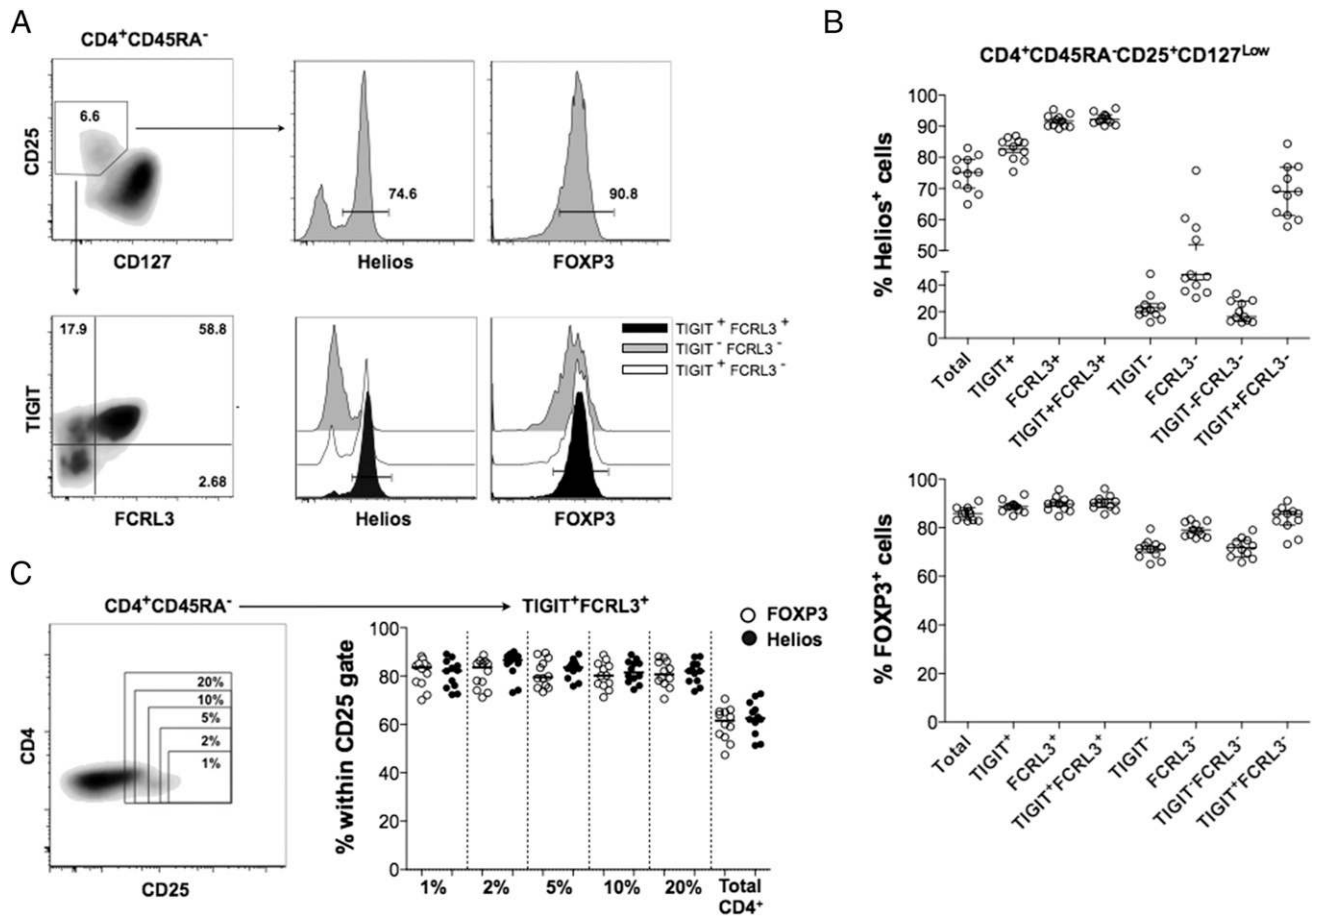 A
CD4⁺CD45RA⁻
6.6
CD25
CD127
74.6
Helios
90.8
FOXP3
17.9
58.8
2.68
TIGIT
FCRL3
Helios
FOXP3
TIGIT ⁺ FCRL3 ⁺
TIGIT ⁻ FCRL3 ⁻
TIGIT ⁺ FCRL3 ⁻
B
CD4⁺CD45RA⁻CD25⁺CD127ᴸᵒʷ
% Helios⁺ cells
100
90
80
70
60
50
40
20
0
Total
TIGIT+
FCRL3+
TIGIT+FCRL3+
TIGIT-
FCRL3-
TIGIT-FCRL3-
TIGIT+FCRL3-
% FOXP3⁺ cells
100
80
60
40
20
0
Total
TIGIT⁺
FCRL3⁺
TIGIT⁺FCRL3⁺
TIGIT⁻
FCRL3⁻
TIGIT⁻FCRL3⁻
TIGIT⁺FCRL3⁻
C
CD4⁺CD45RA⁻
TIGIT⁺FCRL3⁺
20%
10%
5%
2%
1%
CD4
CD25
FOXP3
Helios
% within CD25 gate
100
80
60
40
20
0
1%
2%
5%
10%
20%
Total
CD4⁺